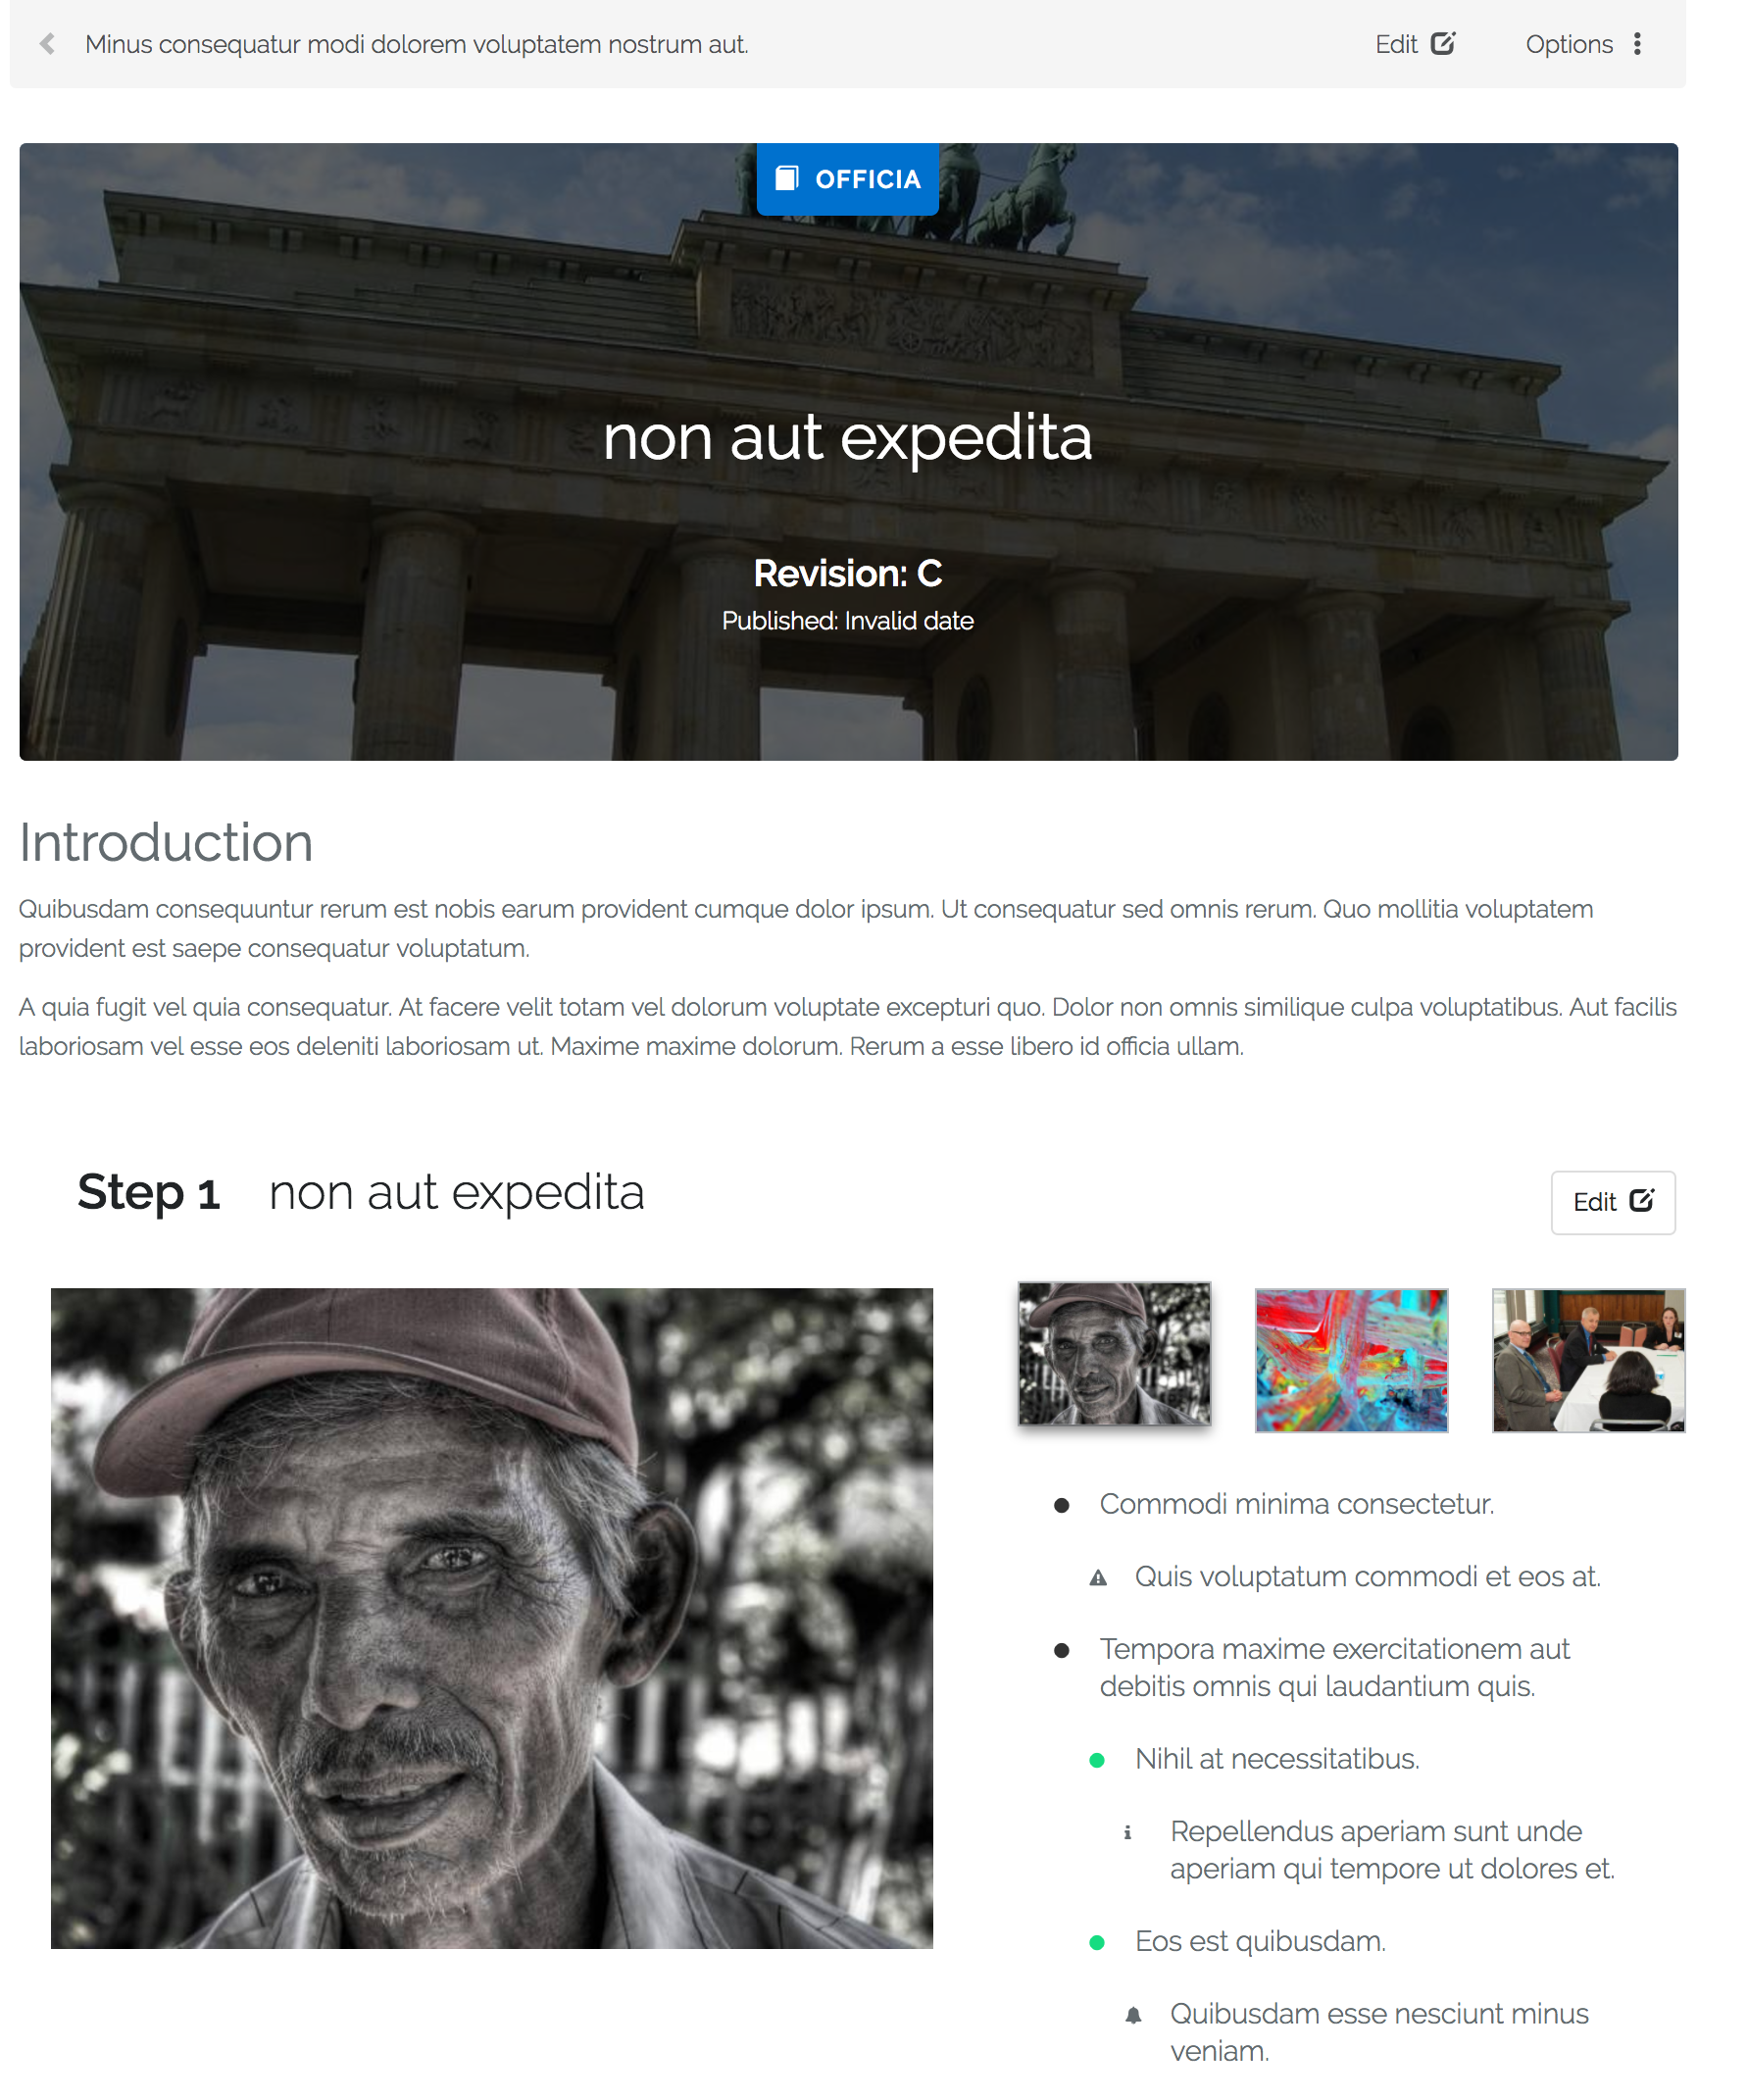 Minus consequatur modi dolorem voluptatem nostrum aut.
Edit
Options
OFFICIA
non aut expedita
Revision: C
Published: Invalid date
Introduction
Quibusdam consequuntur rerum est nobis earum provident cumque dolor ipsum. Ut consequatur sed omnis rerum. Quo mollitia voluptatem
provident est saepe consequatur voluptatum.
A quia fugit vel quia consequatur. At facere velit totam vel dolorum voluptate excepturi quo. Dolor non omnis similique culpa voluptatibus. Aut facilis
laboriosam vel esse eos deleniti laboriosam ut. Maxime maxime dolorum. Rerum a esse libero id officia ullam.
Step 1 non aut expedita
Edit
Commodi minima consectetur.
Quis voluptatum commodi et eos at.
Tempora maxime exercitationem aut
debitis omnis qui laudantium quis.
Nihil at necessitatibus.
Repellendus aperiam sunt unde
aperiam qui tempore ut dolores et.
Eos est quibusdam.
Quibusdam esse nesciunt minus
veniam.